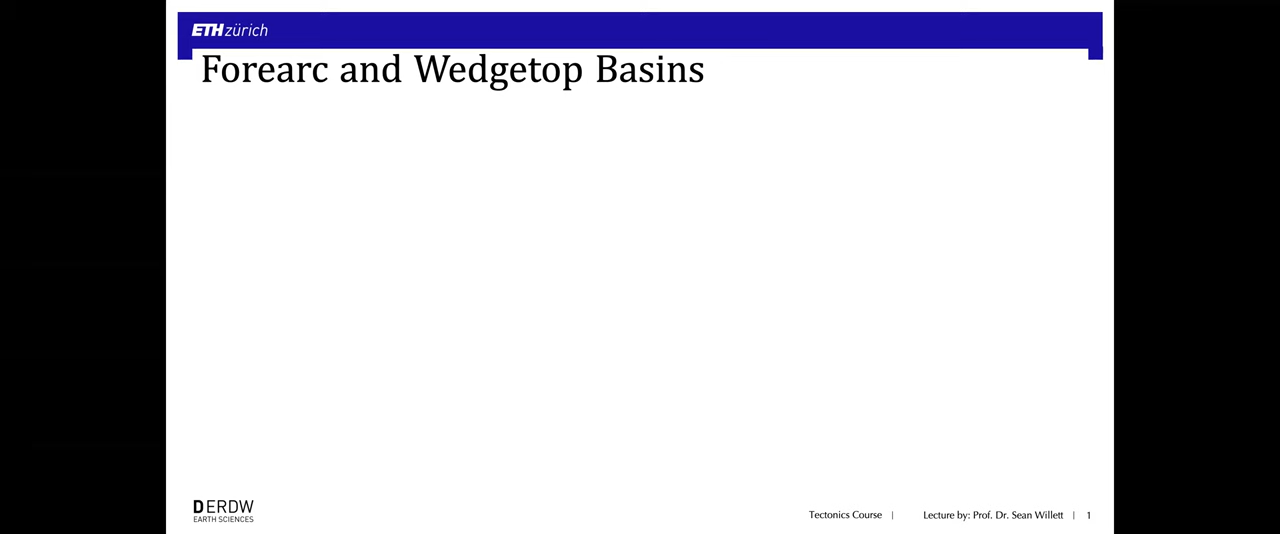 ETH zürich
Forearc and Wedgetop Basins
DERDW
EARTH SCIENCES
Tectonics Course | Lecture by: Prof. Dr. Sean Willett | 1